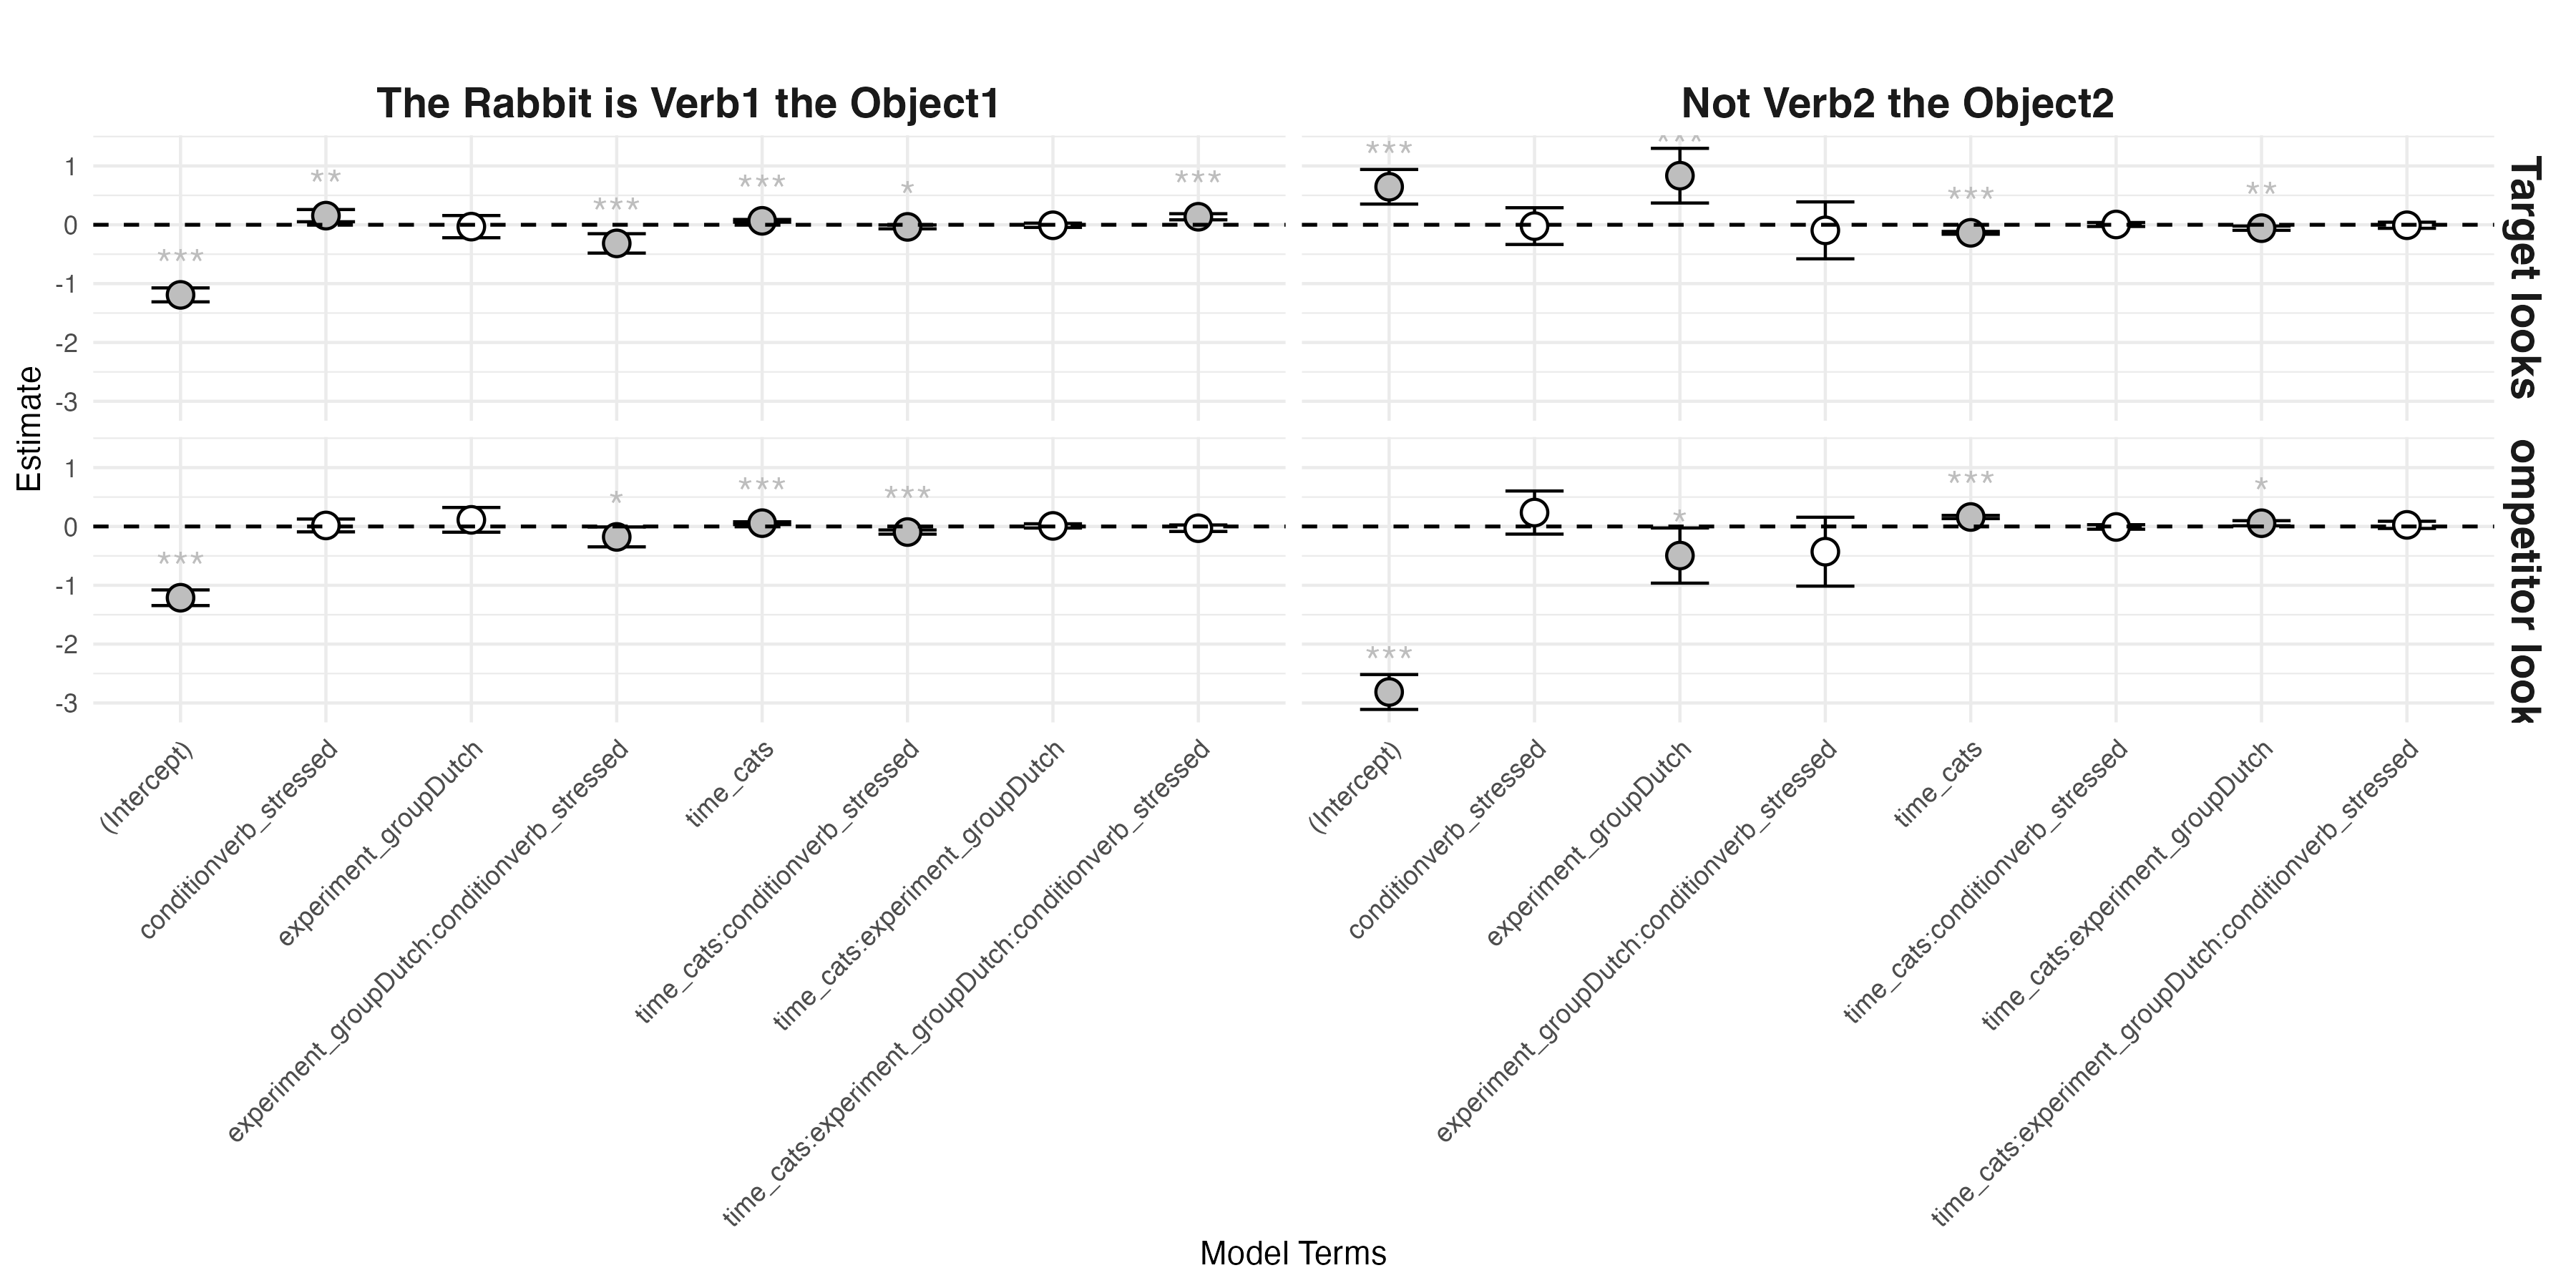 The Rabbit is Verb1 the Object1
Not Verb2 the Object2
***
**
***
***
*
***
***
***
***
**
1
0
-1
-2
-3
Target looks
Estimate
***
*
***
***
***
*
***
*
1
0
-1
-2
-3
ompetitor look
(Intercept)
conditionverb_stressed
experiment_groupDutch
experiment_groupDutch:conditionverb_stressed
time_cats
time_cats:conditionverb_stressed
time_cats:experiment_groupDutch
time_cats:experiment_groupDutch:conditionverb_stressed
(Intercept)
conditionverb_stressed
experiment_groupDutch
experiment_groupDutch:conditionverb_stressed
time_cats
time_cats:conditionverb_stressed
time_cats:experiment_groupDutch
time_cats:experiment_groupDutch:conditionverb_stressed
Model Terms